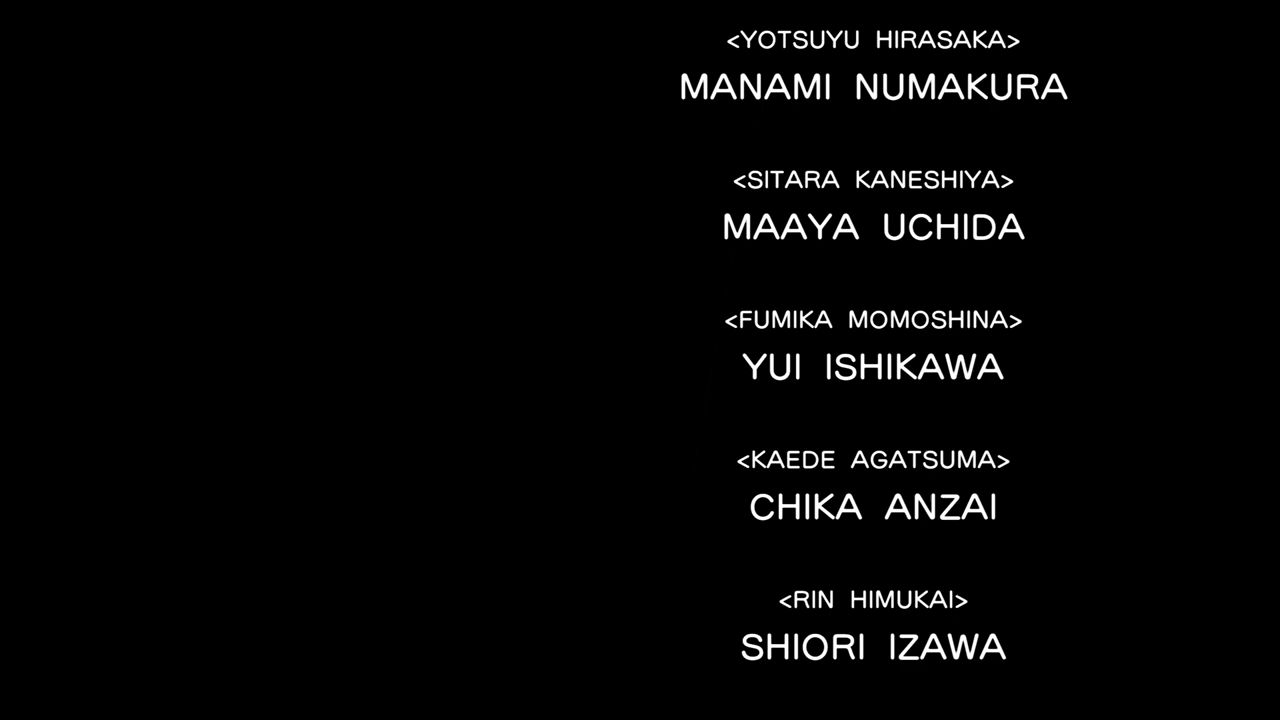 <YOTSUYU HIRASAKA>
MANAMI NUMAKURA
<SITARA KANESHIYA>
MAAYA UCHIDA
<FUMIKA MOMOSHINA>
YUI ISHIKAWA
<KAEDE AGATSUMA>
CHIKA ANZAI
<RIN HIMUKAI>
SHIORI IZAWA